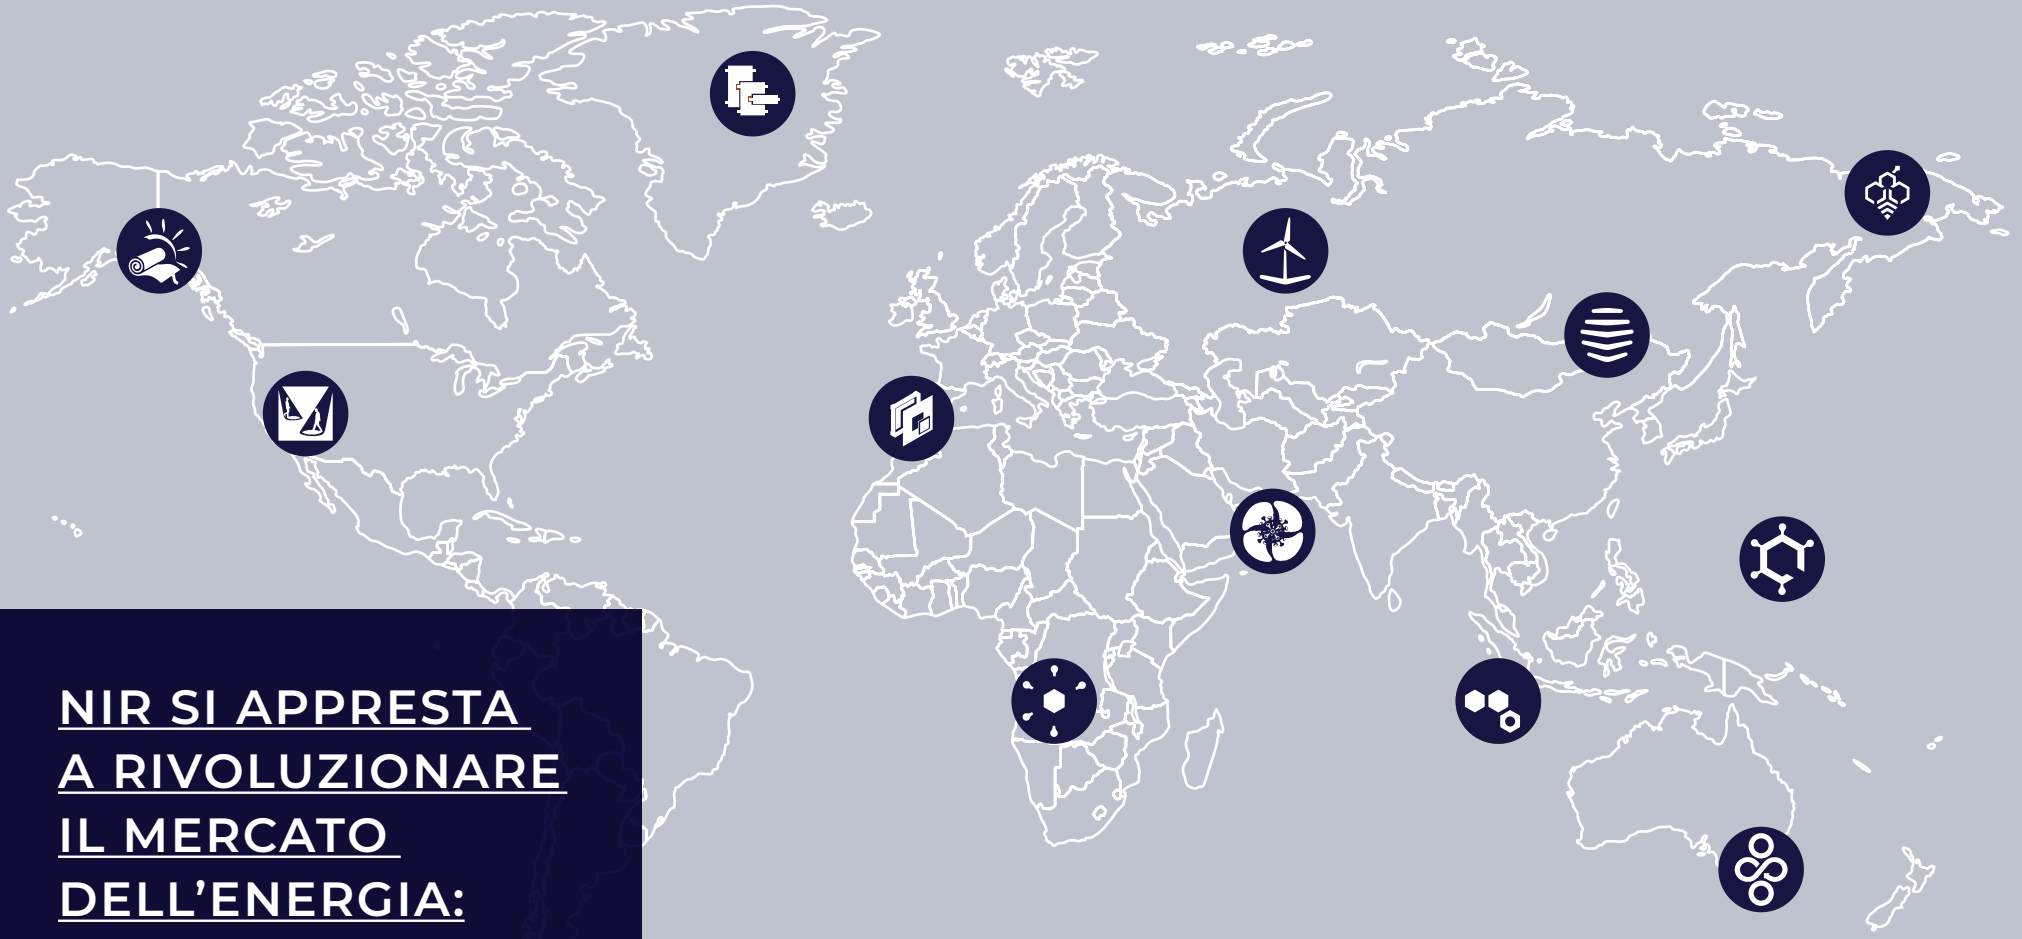 NIR SI APPRESTA
A RIVOLUZIONARE
IL MERCATO
DELL’ENERGIA: